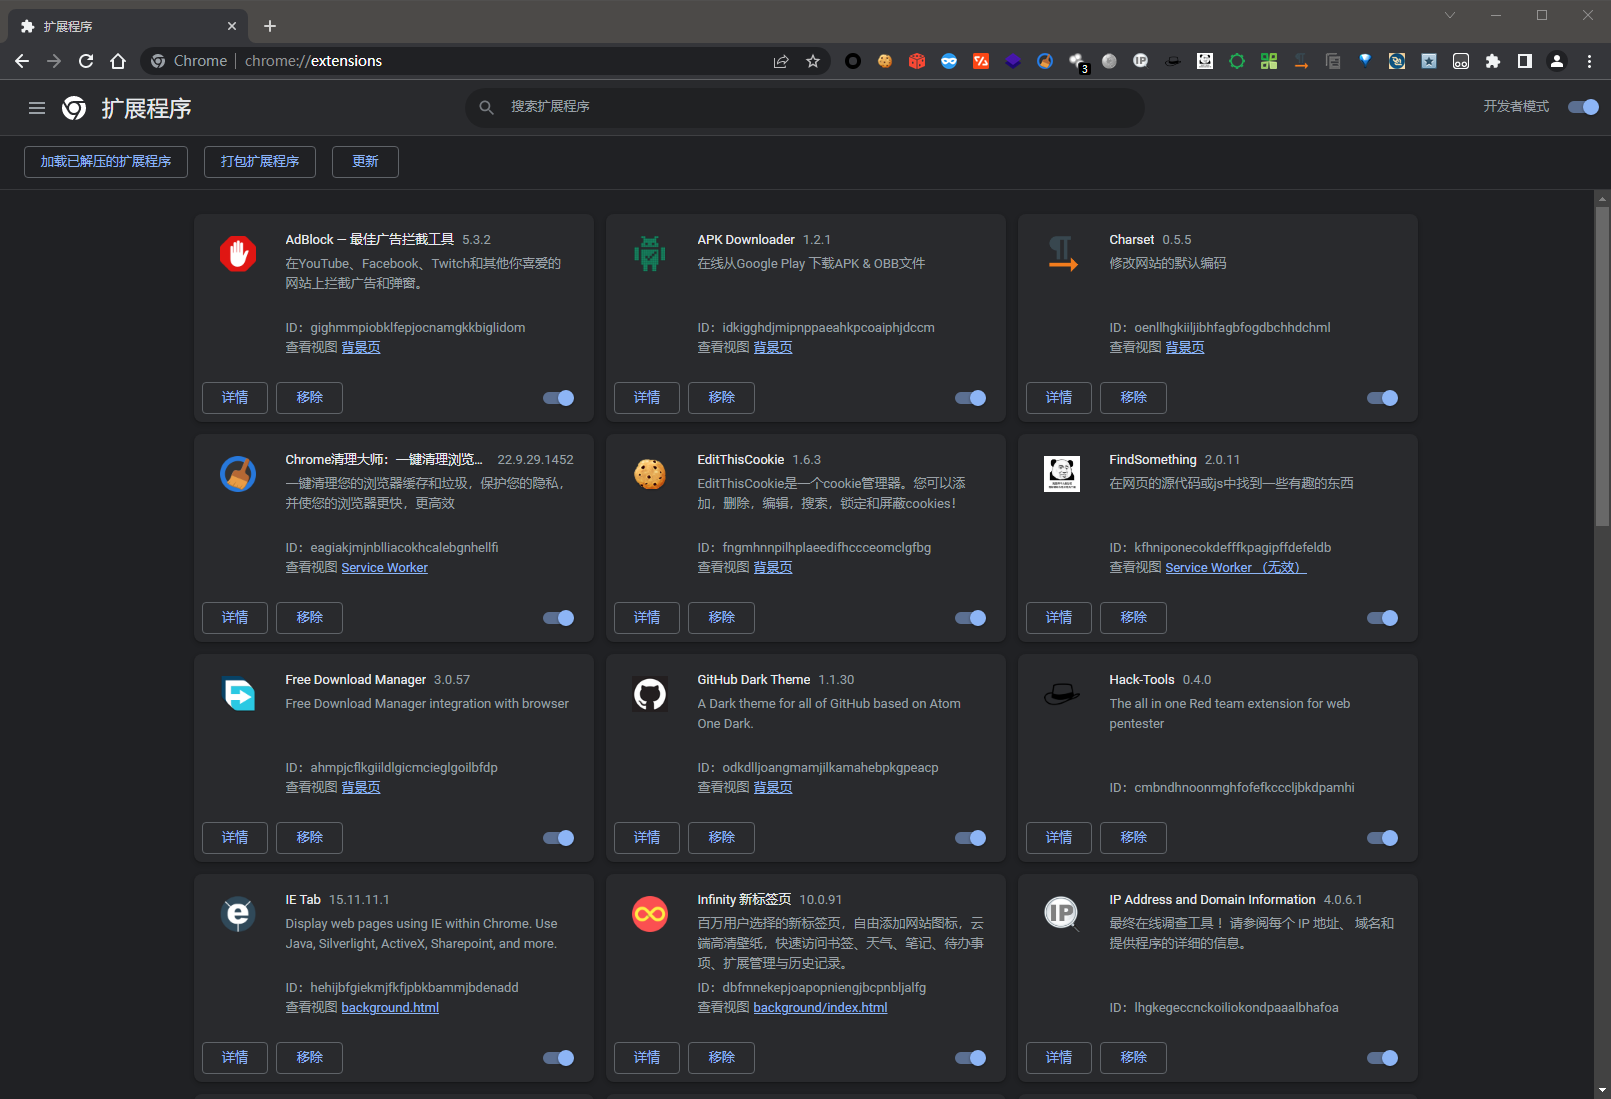 扩展程序
Chrome | chrome://extensions
3
扩展程序
搜索扩展程序
开发者模式
加载已解压的扩展程序
打包扩展程序
更新
AdBlock — 最佳广告拦截工具 5.3.2
在YouTube、Facebook、Twitch和其他你喜爱的
网站上拦截广告和弹窗。
ID：gighmmpiobklfepjocnamgkkbiglidom
查看视图 背景页
详情 移除
APK Downloader 1.2.1
在线从Google Play 下载APK & OBB文件
ID：idkigghdjmipnppaeahkpcoaiphjdccm
查看视图 背景页
详情 移除
Charset 0.5.5
修改网站的默认编码
ID：oenllhgkiiljibhfagbfogdbchhdchml
查看视图 背景页
详情 移除
Chrome清理大师：一键清理浏览... 22.9.29.1452
一键清理您的浏览器缓存和垃圾，保护您的隐私，
并使您的浏览器更快，更高效
ID：eagiakjmjnblliacokhcalebgnhellfi
查看视图 Service Worker
详情 移除
EditThisCookie 1.6.3
EditThisCookie是一个cookie管理器。您可以添
加，删除，编辑，搜索，锁定和屏蔽cookies！
ID：fngmhnnpilhplaeedifhccceomclgfbg
查看视图 背景页
详情 移除
FindSomething 2.0.11
在网页的源代码或js中找到一些有趣的东西
ID：kfhniponecokdefffkpagipffdefeldb
查看视图 Service Worker （无效）
详情 移除
Free Download Manager 3.0.57
Free Download Manager integration with browser
ID：ahmpjcflkgiildlgicmcieglgoilbfdp
查看视图 背景页
详情 移除
GitHub Dark Theme 1.1.30
A Dark theme for all of GitHub based on Atom
One Dark.
ID：odkdlljoangmamjilkamahebpkgpeacp
查看视图 背景页
详情 移除
Hack-Tools 0.4.0
The all in one Red team extension for web
pentester
ID：cmbndhnoonmghfofefkcccljbkdpamhi
详情 移除
IE Tab 15.11.11.1
Display web pages using IE within Chrome. Use
Java, Silverlight, ActiveX, Sharepoint, and more.
ID：hehijbfgiekmjfkfjpbkbammjbdenadd
查看视图 background.html
详情 移除
Infinity 新标签页 10.0.91
百万用户选择的新标签页，自由添加网站图标，云
端高清壁纸，快速访问书签、天气、笔记、待办事
项、扩展管理与历史记录。
ID：dbfmnekepjoapopniengjbcpnbljalfg
查看视图 background/index.html
详情 移除
IP Address and Domain Information 4.0.6.1
最终在线调查工具！请参阅每个 IP 地址、 域名和
提供程序的详细的信息。
ID：lhgkegeccnckoiliokondpaaalbhafoa
详情 移除